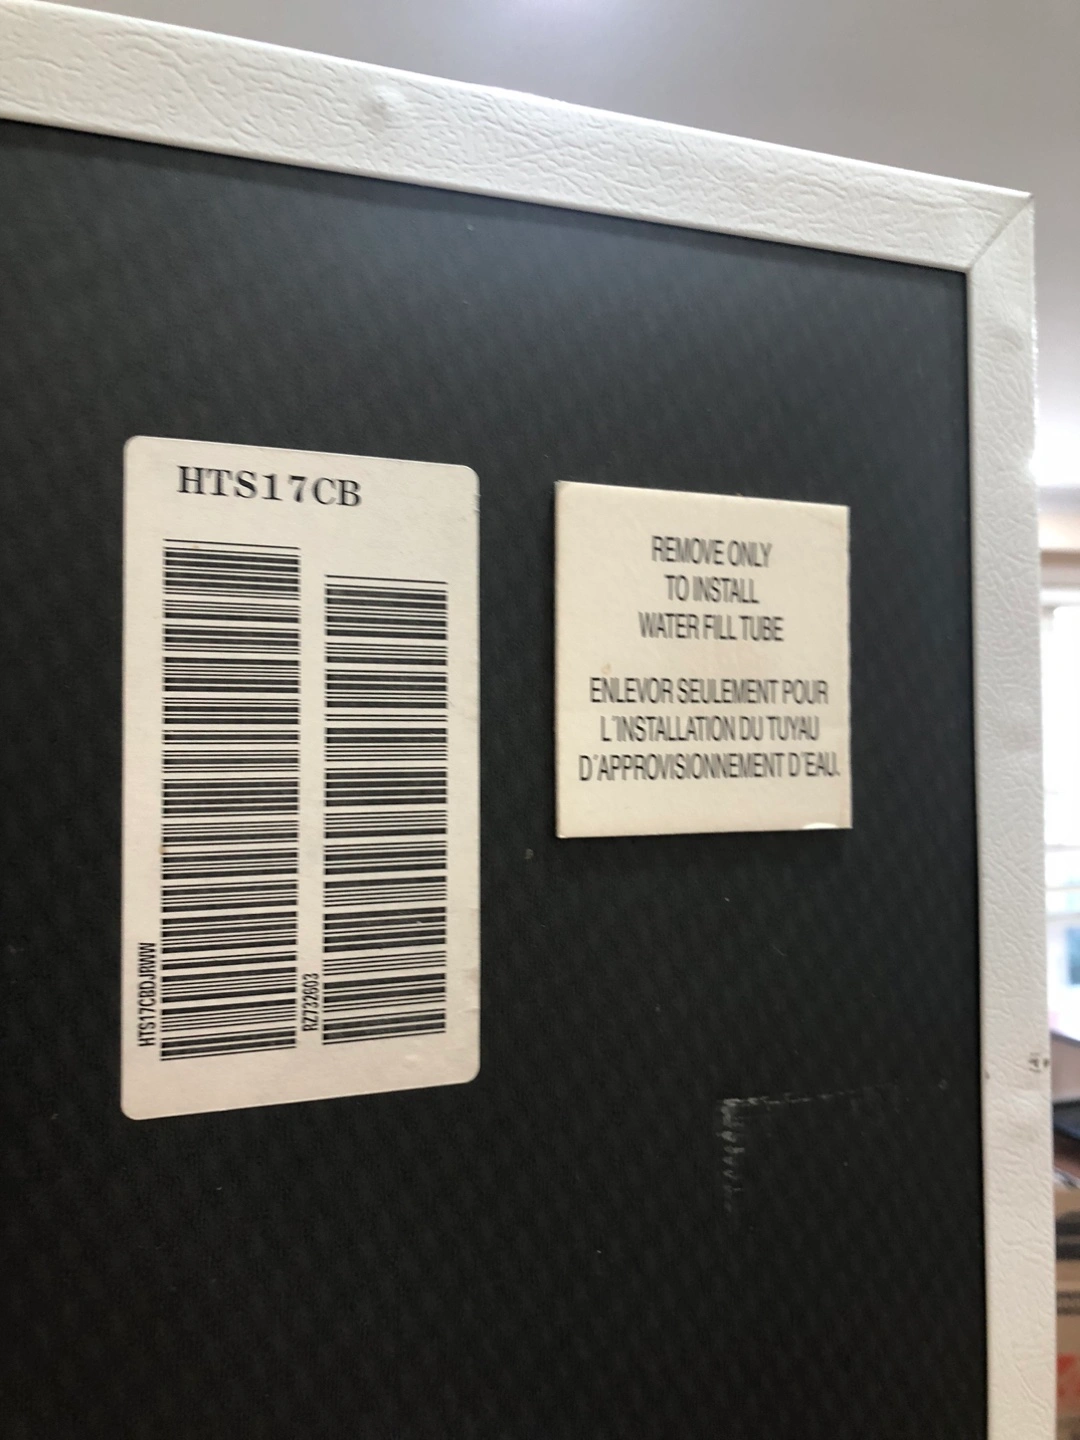 HTS17CB
HTS17CBDJRWW
RZ732603
REMOVE ONLY
TO INSTALL
WATER FILL TUBE
ENLEVOR SEULEMENT POUR
L'INSTALLATION DU TUYAU
D'APPROVISIONNEMENT D'EAU.